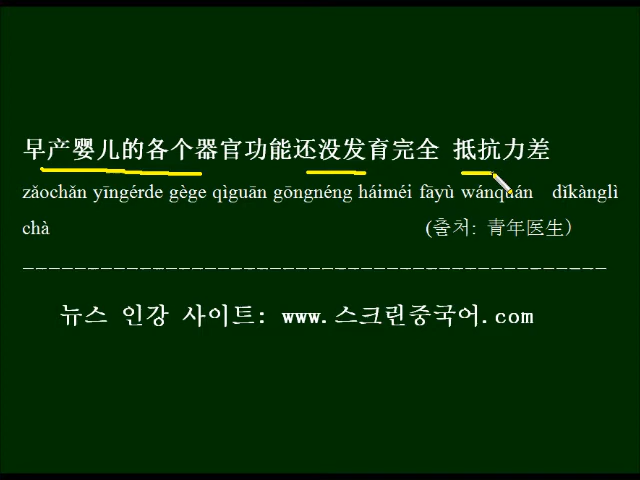 早产婴儿的各个器官功能还没发育完全 抵抗力差
zǎochǎn yīngérde gège qìguān gōngnéng háiméi fāyù wánquán dǐkànglì
chà (출처: 青年医生)
뉴스 인강 사이트: www.스크린중국어.com